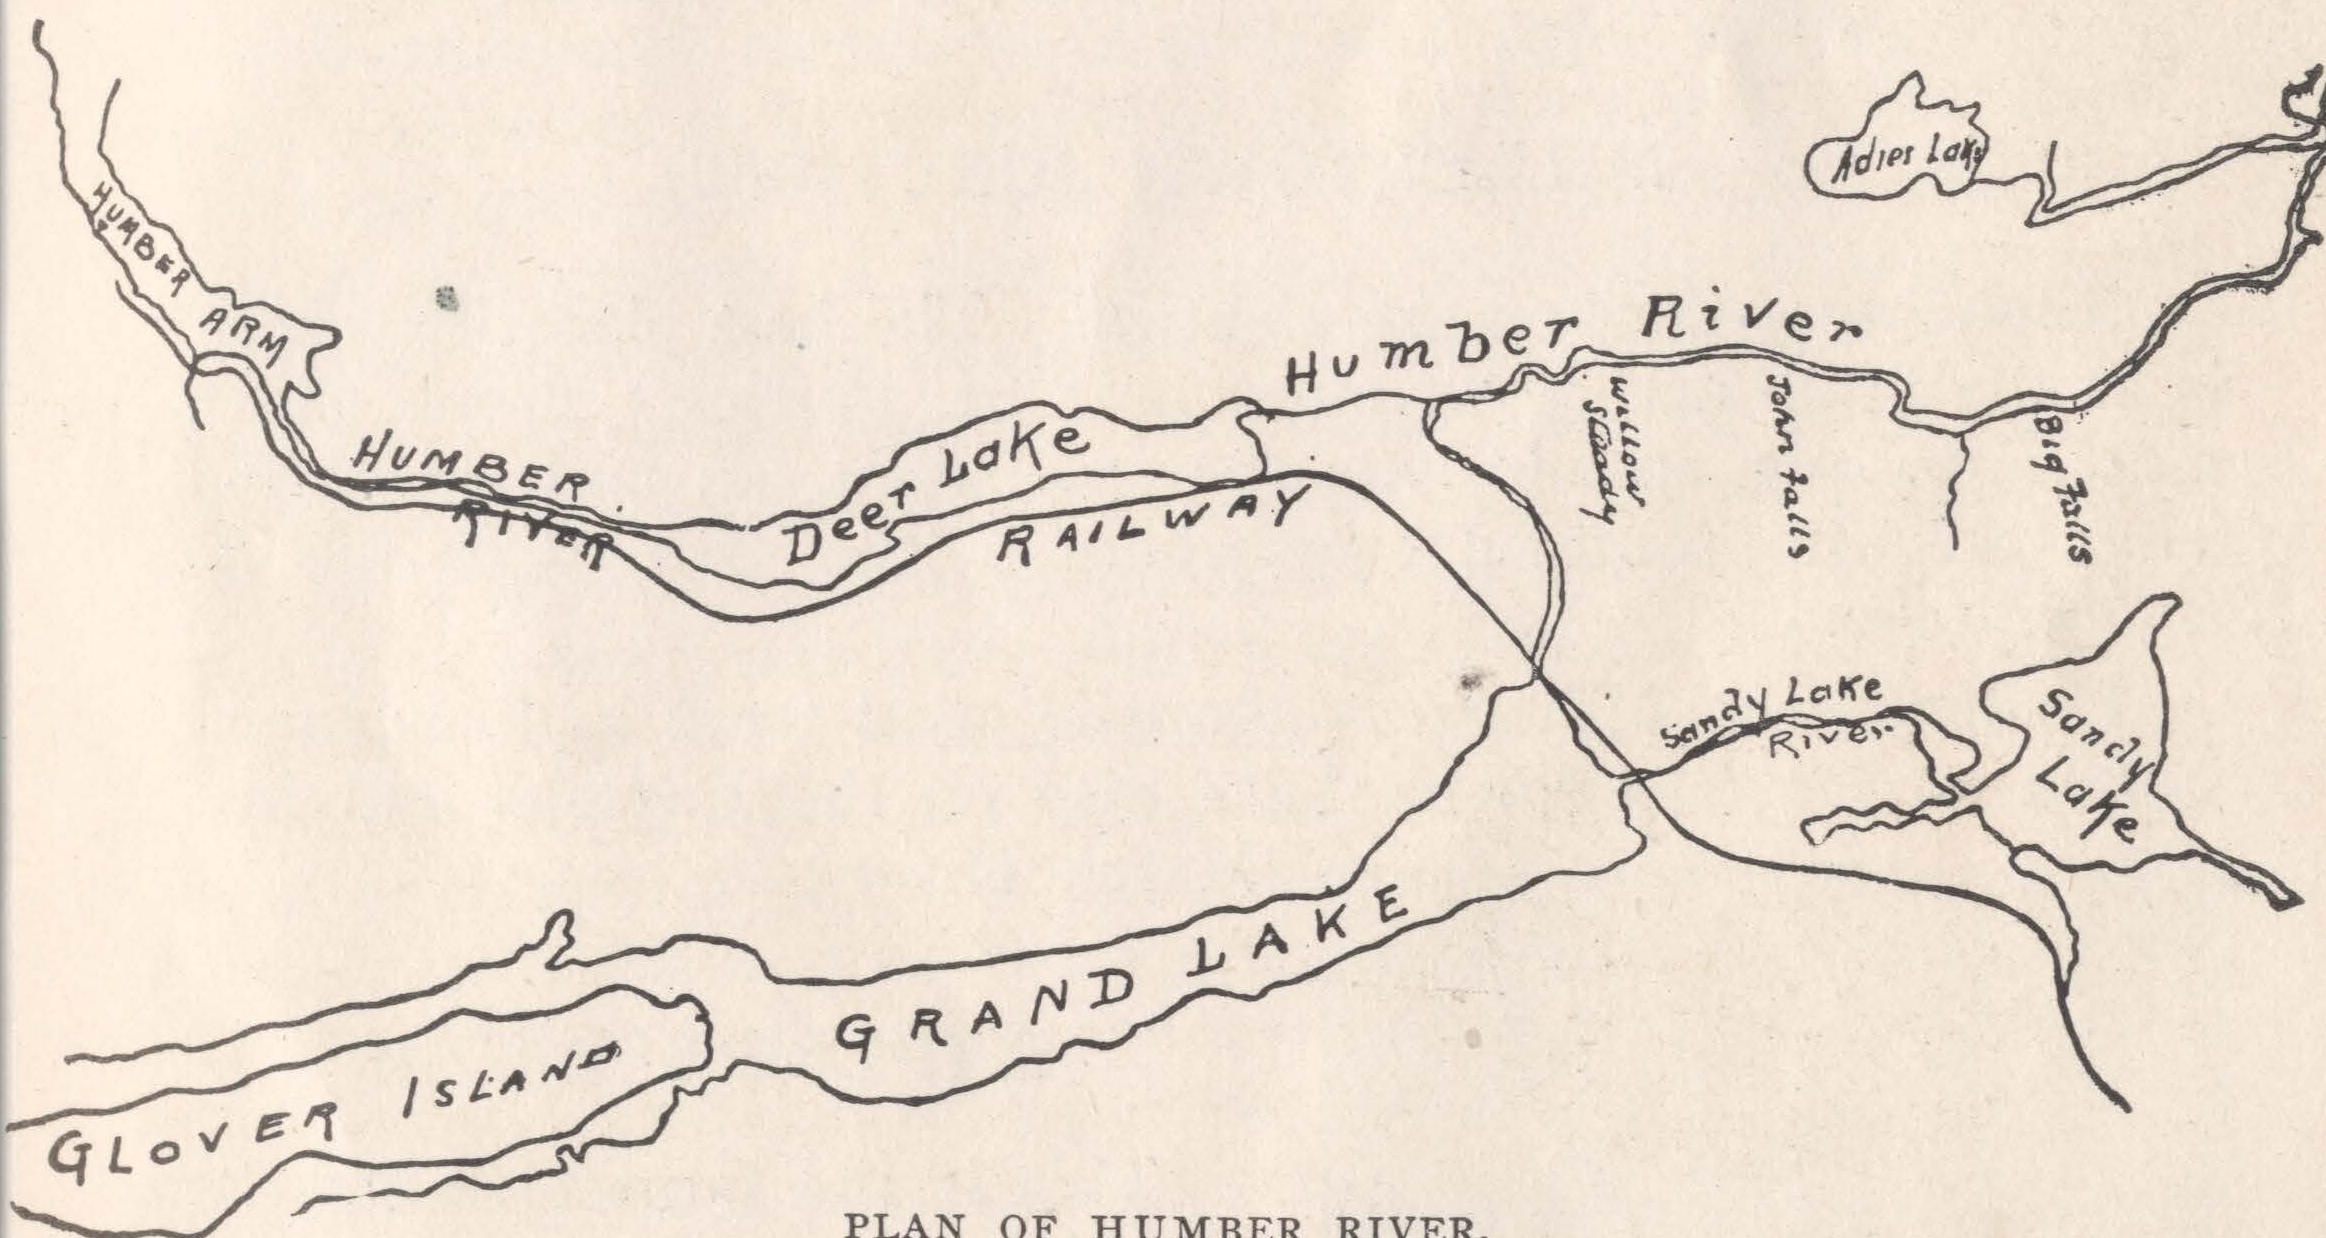 Adies Lake
HUMBER
ARM
Humber River
HUMBER
RIVER
Deer Lake
RAILWAY
Willow
Steady
John Falls
Big Falls
Sandy Lake
River
Sandy
Lake
GRAND LAKE
GLOVER ISLAND
PLAN OF HUMBER RIVER.